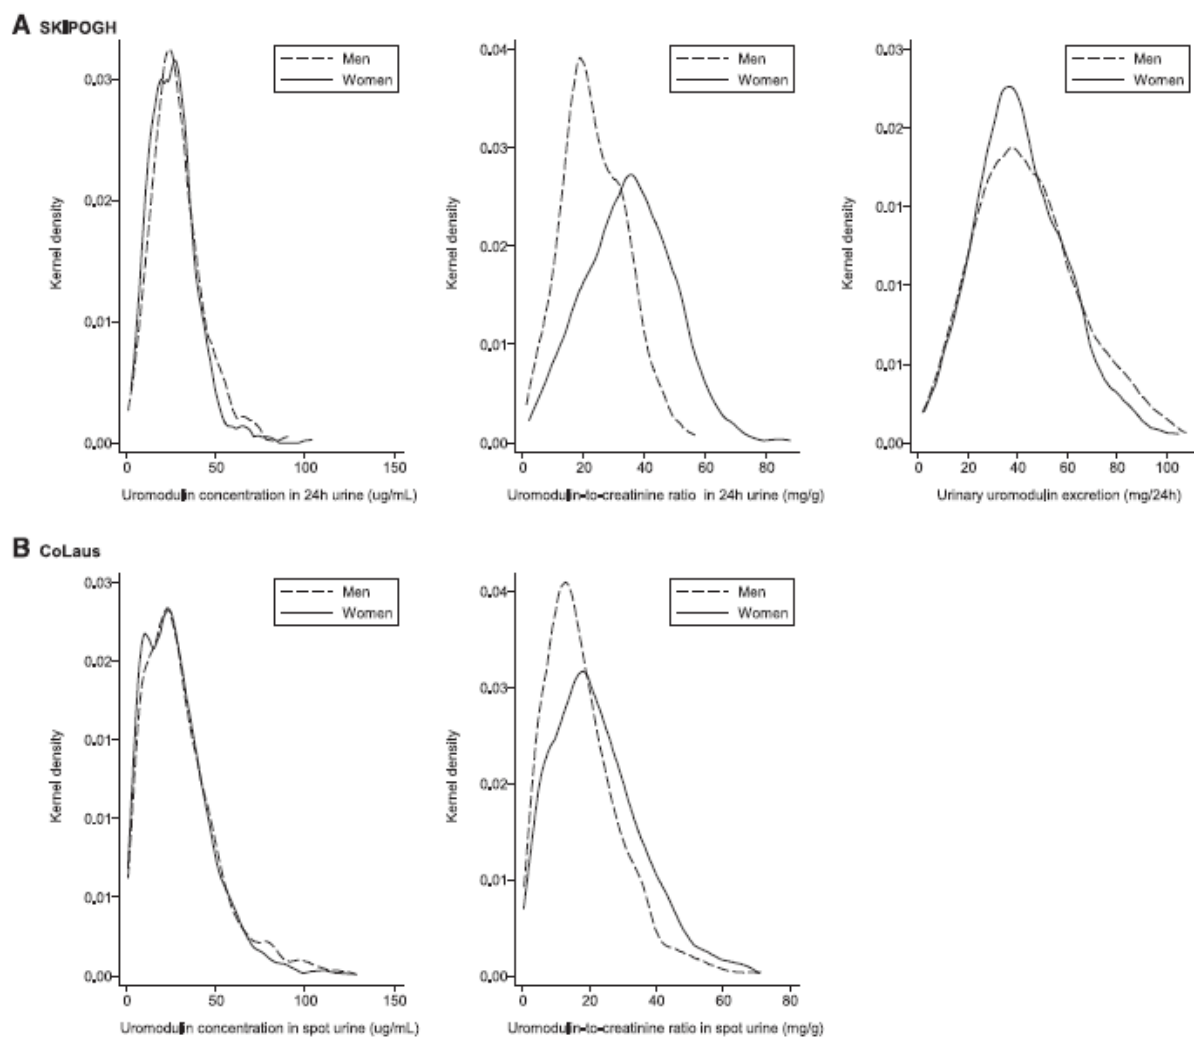 A SKIPOGH
Men
Women
Kernel density
0.03
0.02
0.01
0.00
0
50
100
150
Uromodulin concentration in 24h urine (ug/mL)
Men
Women
Kernel density
0.04
0.03
0.02
0.01
0.00
0
20
40
60
80
Uromodulin-to-creatinine ratio in 24h urine (mg/g)
Men
Women
Kernel density
0.03
0.02
0.01
0.01
0.01
0.00
0
20
40
60
80
100
Urinary uromodulin excretion (mg/24h)
B CoLaus
Men
Women
Kernel density
0.03
0.02
0.01
0.01
0.01
0.00
0
50
100
150
Uromodulin concentration in spot urine (ug/mL)
Men
Women
Kernel density
0.04
0.03
0.02
0.01
0.00
0
20
40
60
80
Uromodulin-to-creatinine ratio in spot urine (mg/g)